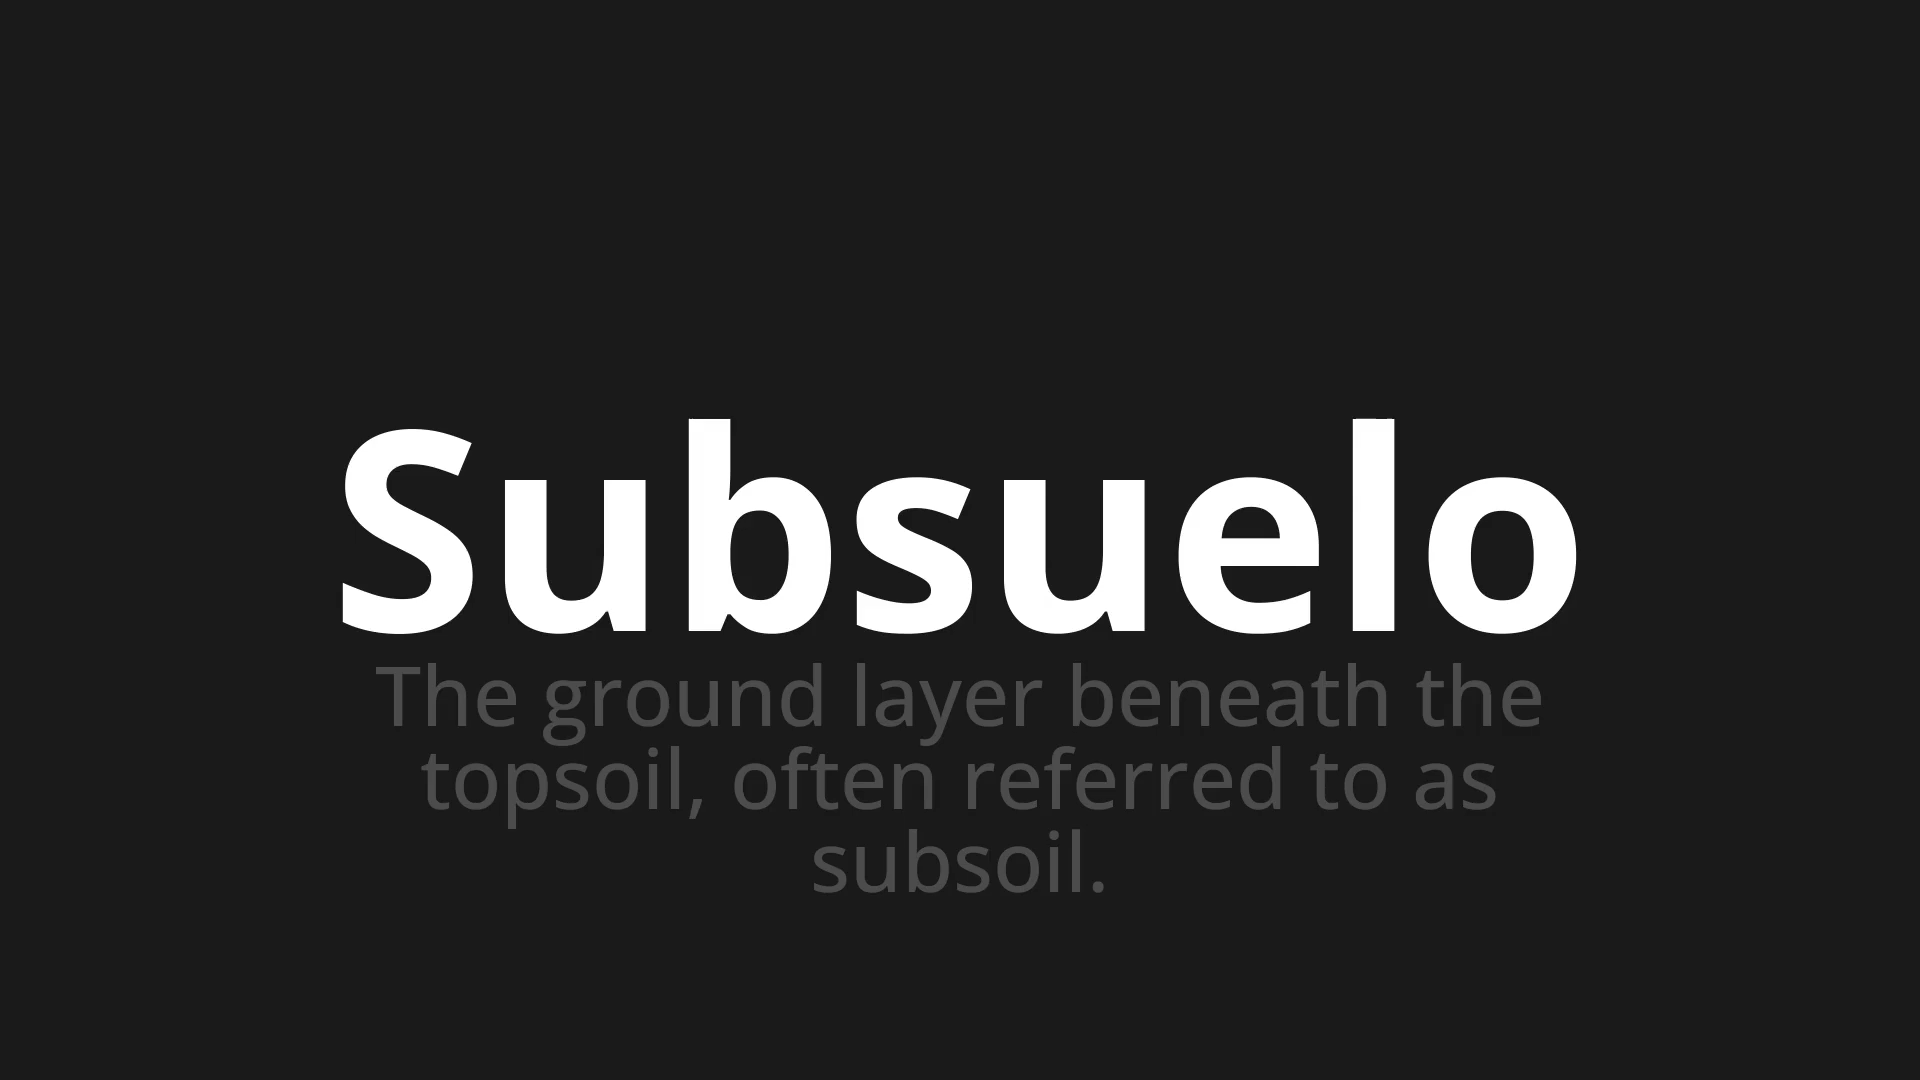 Subsuelo
The ground layer beneath the
topsoil, often referred to as
subsoil.